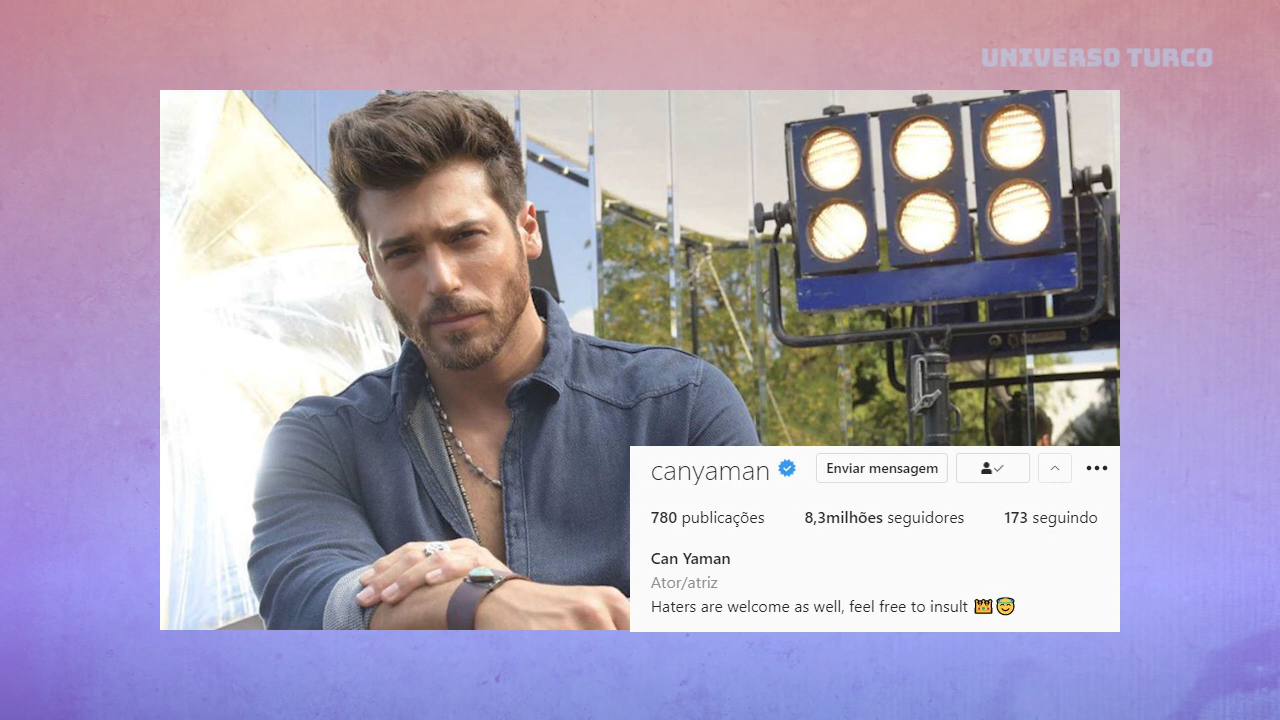 UNIVERSO TURCO
canyaman
Enviar mensagem
780 publicações 8,3milhões seguidores 173 seguindo
Can Yaman
Ator/atriz
Haters are welcome as well, feel free to insult 👑😇